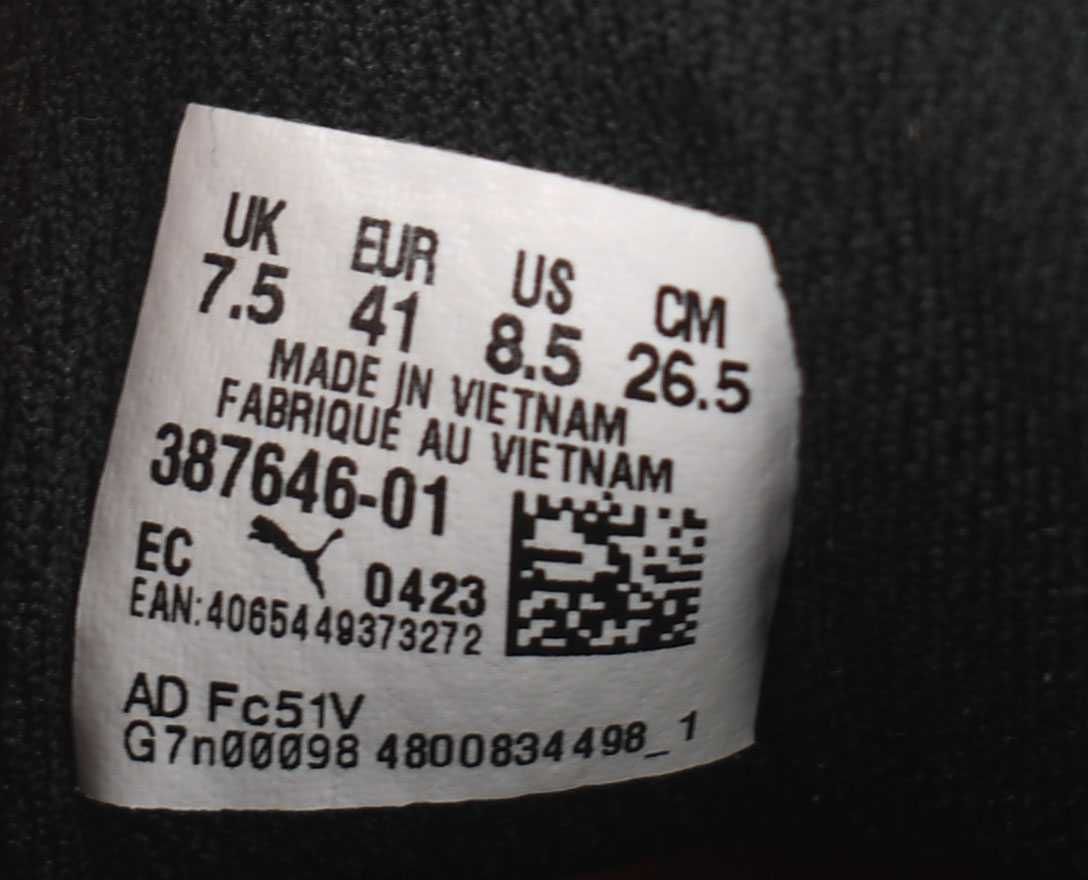 UK EUR US CM
7.5 41 8.5 26.5
MADE IN VIETNAM
FABRIQUÉ AU VIETNAM
387646-01
EC 0423
EAN:4065449373272
AD Fc51V
G7n00098 4800834498_1